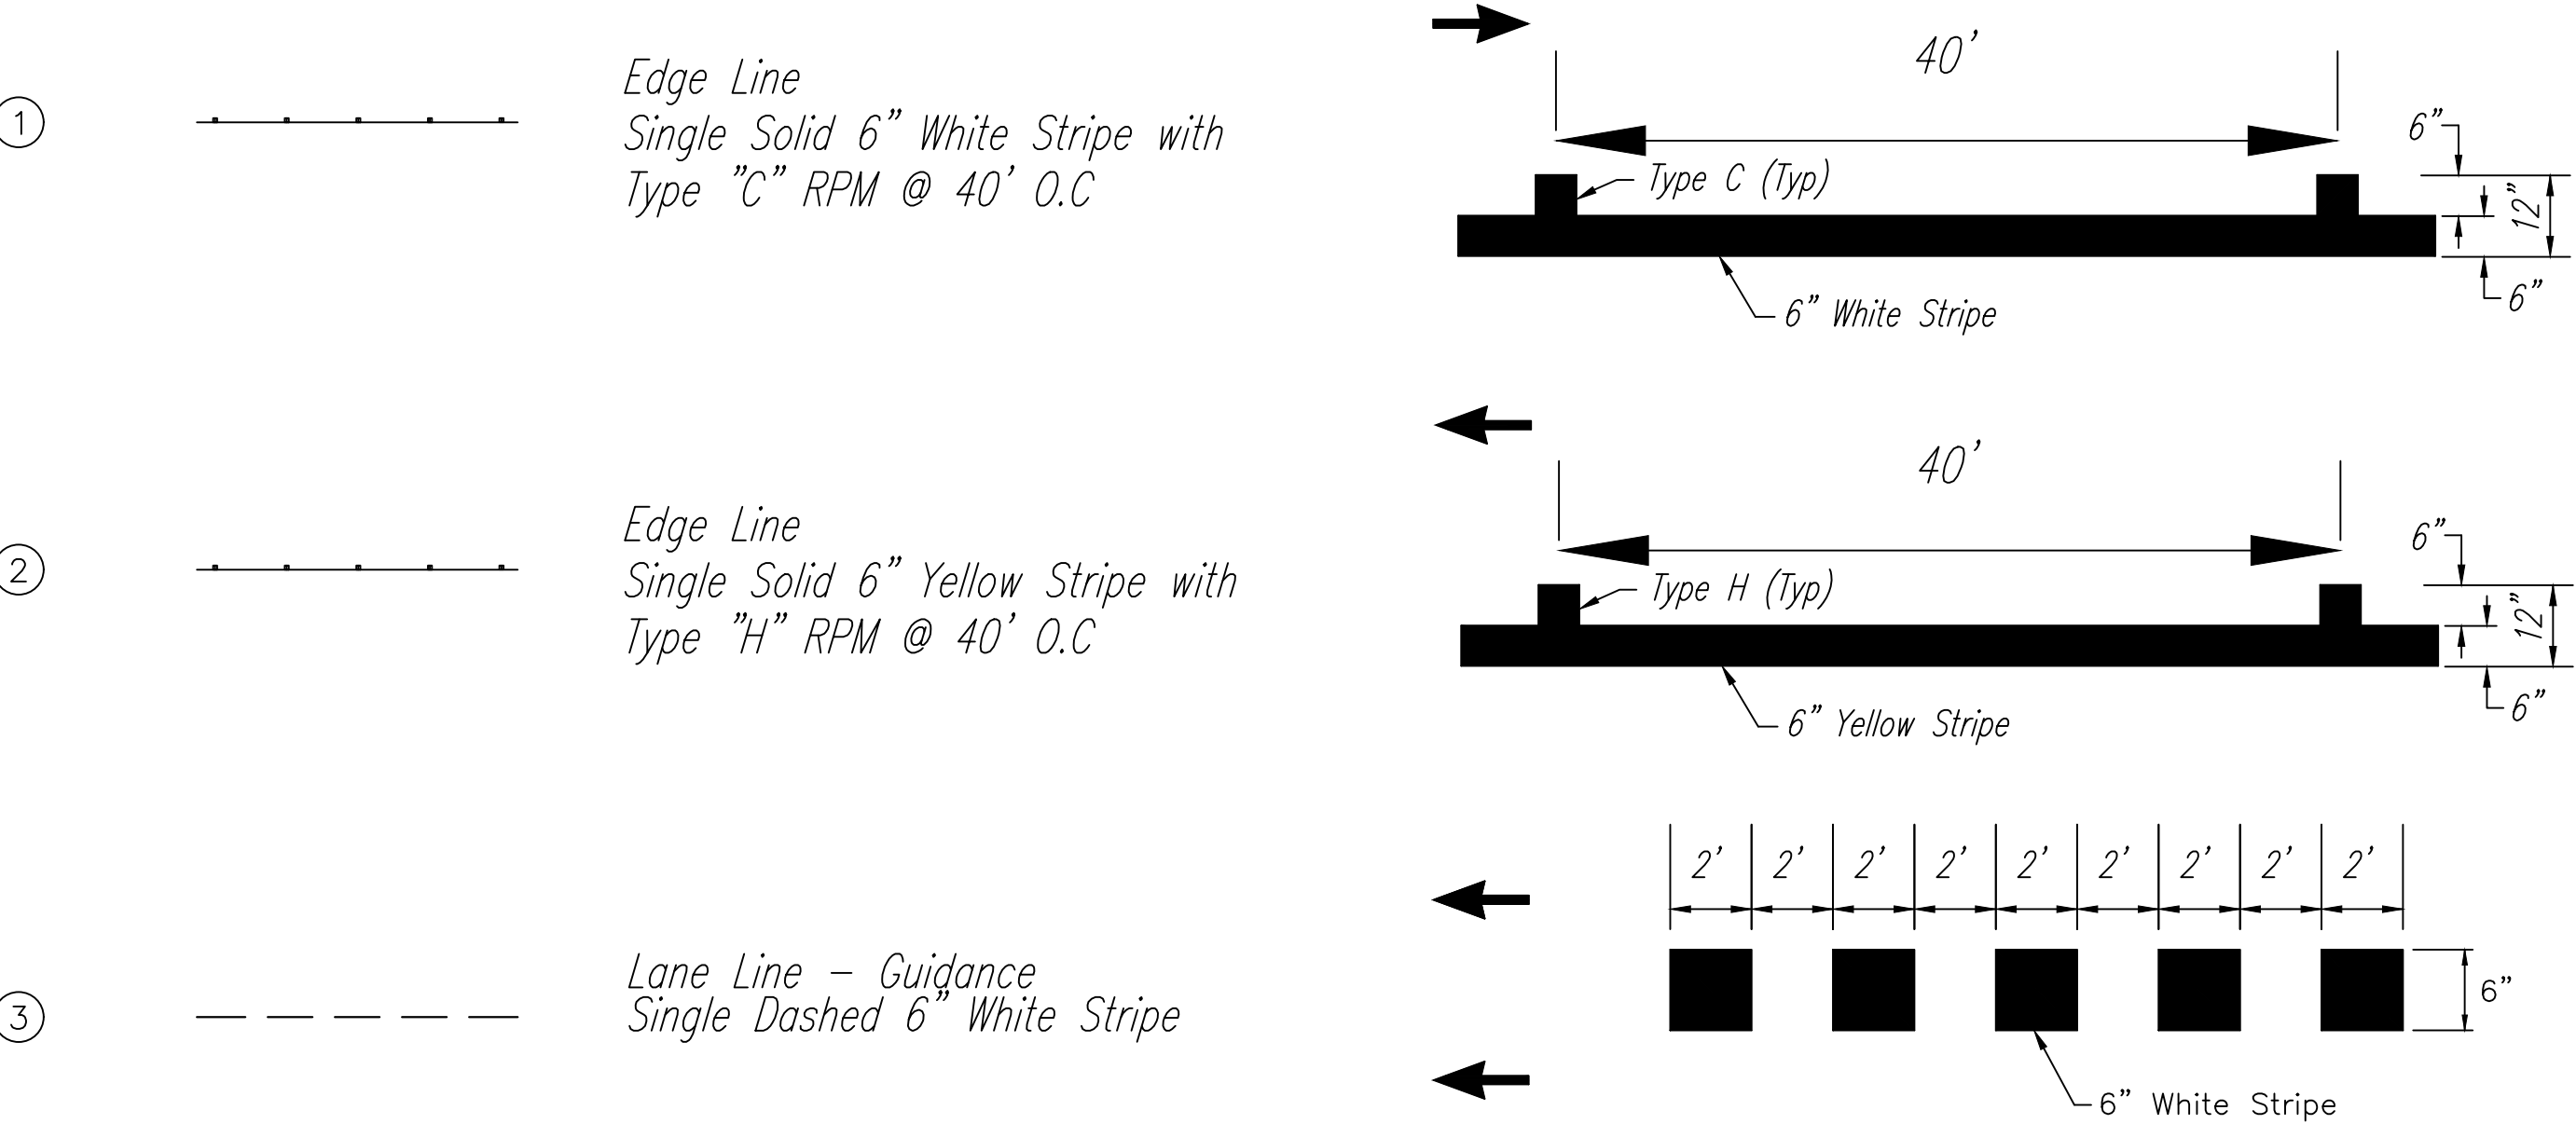 1
Edge Line
Single Solid 6" White Stripe with
Type "C" RPM @ 40' O.C
40'
Type C (Typ)
6"
12"
6"
6" White Stripe
2
Edge Line
Single Solid 6" Yellow Stripe with
Type "H" RPM @ 40' O.C
40'
Type H (Typ)
6"
12"
6"
6" Yellow Stripe
3
Lane Line - Guidance
Single Dashed 6" White Stripe
2' 2' 2' 2' 2' 2' 2' 2' 2'
6"
6" White Stripe